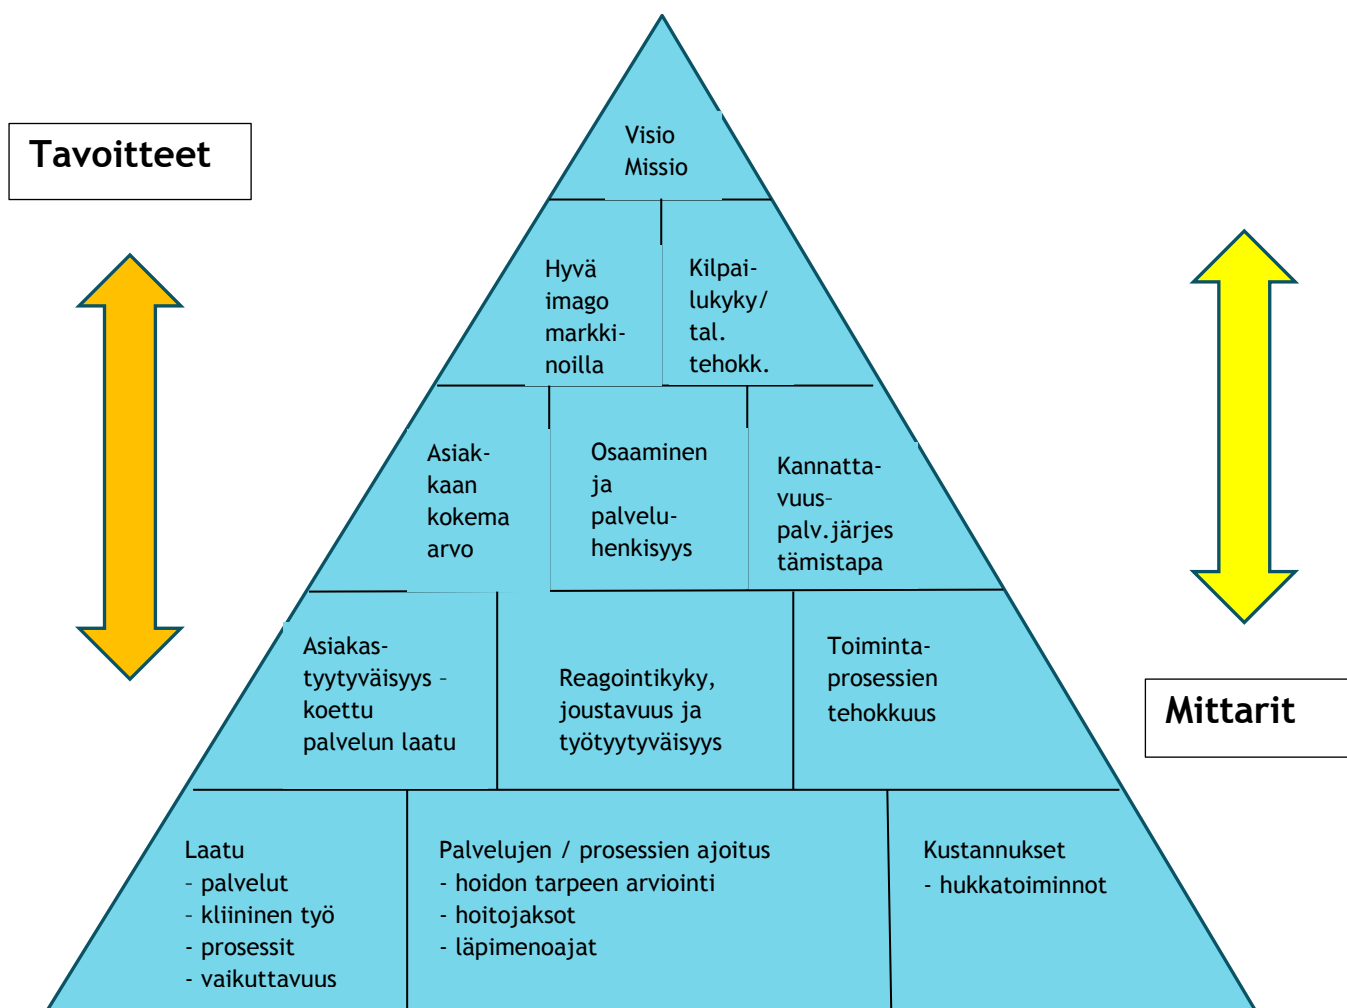 Tavoitteet
Visio
Missio
Hyvä
imago
markki-
noilla
Kilpai-
lukyky/
tal.
tehokk.
Asiak-
kaan
kokema
arvo
Osaaminen
ja
palvelu-
henkisyys
Kannatta-
vuus-
palv.järjes
tämistapa
Asiakas-
tyytyväisyys –
koettu
palvelun laatu
Reagointikyky,
joustavuus ja
työtyytyväisyys
Toiminta-
prosessien
tehokkuus
Mittarit
Laatu
- palvelut
- kliininen työ
- prosessit
- vaikuttavuus
Palvelujen / prosessien ajoitus
- hoidon tarpeen arviointi
- hoitojaksot
- läpimenoajat
Kustannukset
- hukkatoiminnot